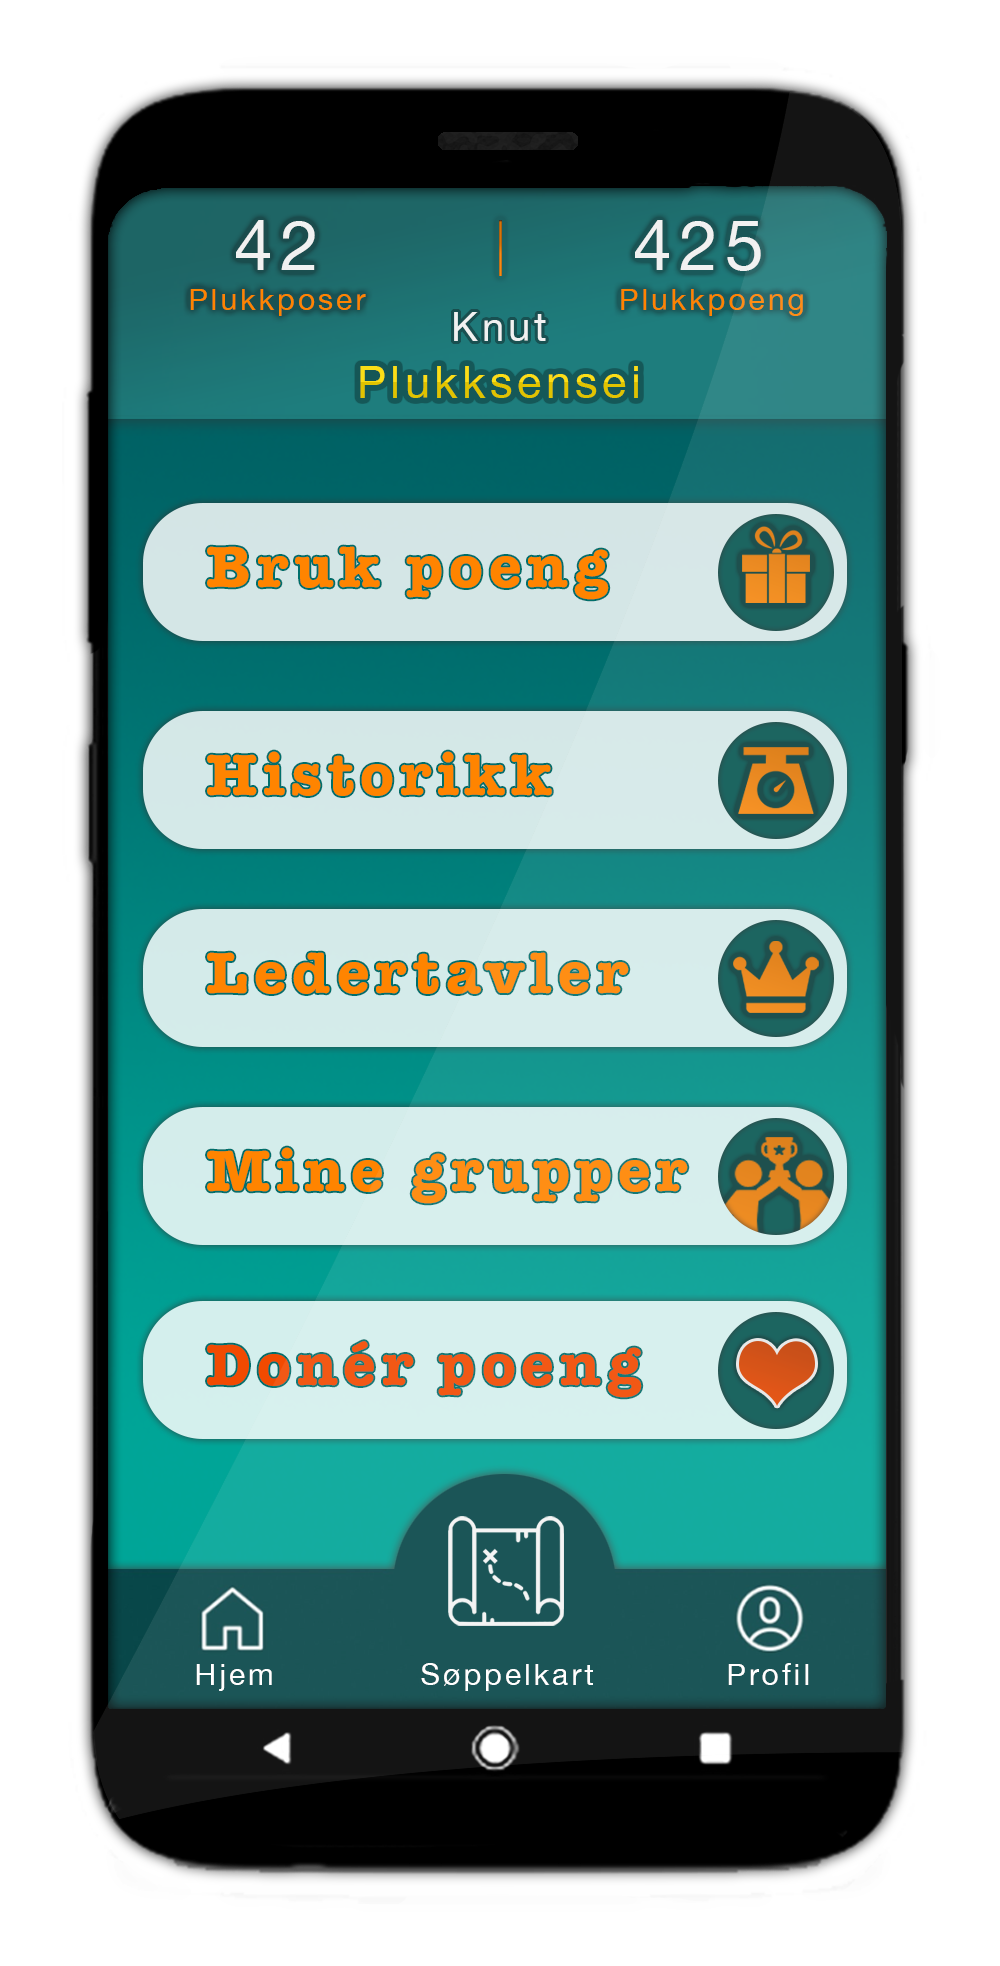 42
425
Plukkposer
Plukkpoeng
Knut
Plukksensei
Bruk poeng
Historikk
Ledertavler
Mine grupper
Donér poeng
Hjem
Søppelkart
Profil